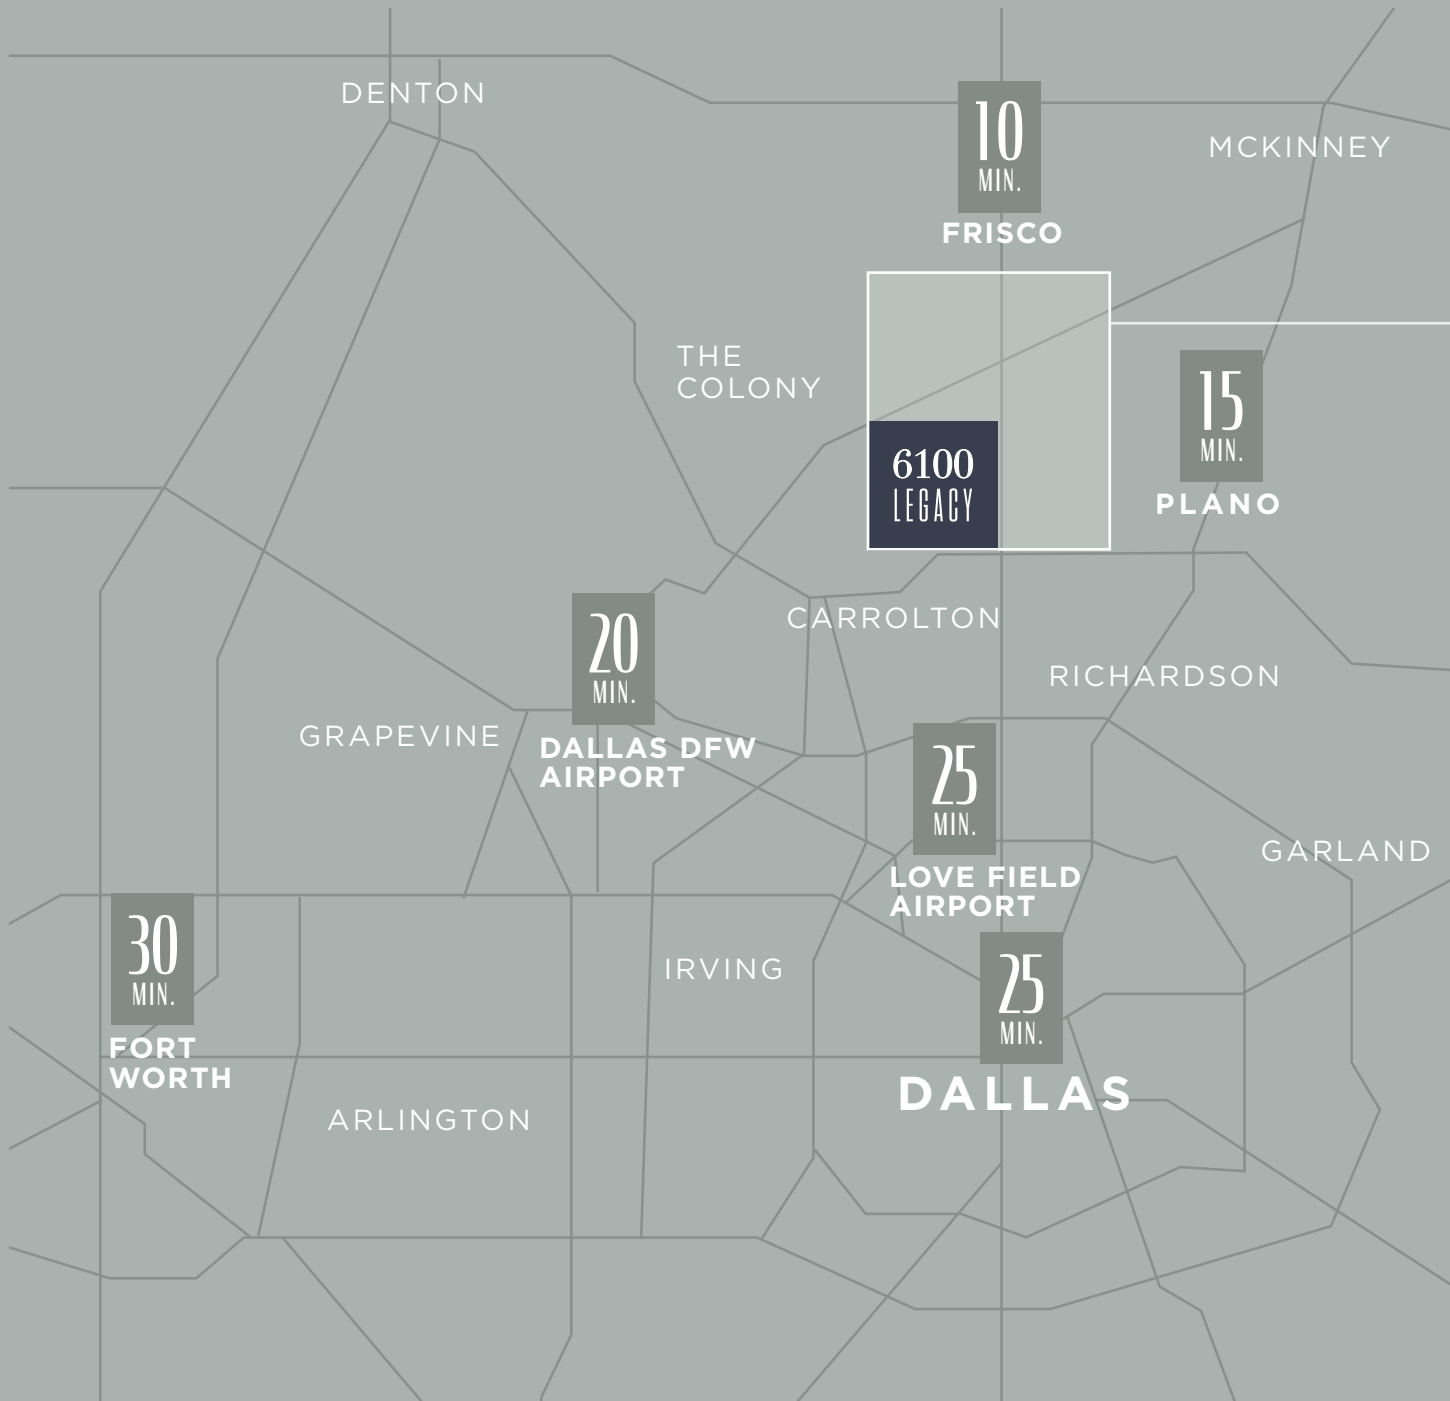 DENTON
10
MIN.
FRISCO
MCKINNEY
THE
COLONY
6100
LEGACY
15
MIN.
PLANO
20
MIN.
DALLAS DFW
AIRPORT
CARROLTON
RICHARDSON
GRAPEVINE
25
MIN.
LOVE FIELD
AIRPORT
GARLAND
30
MIN.
FORT
WORTH
IRVING
25
MIN.
DALLAS
ARLINGTON